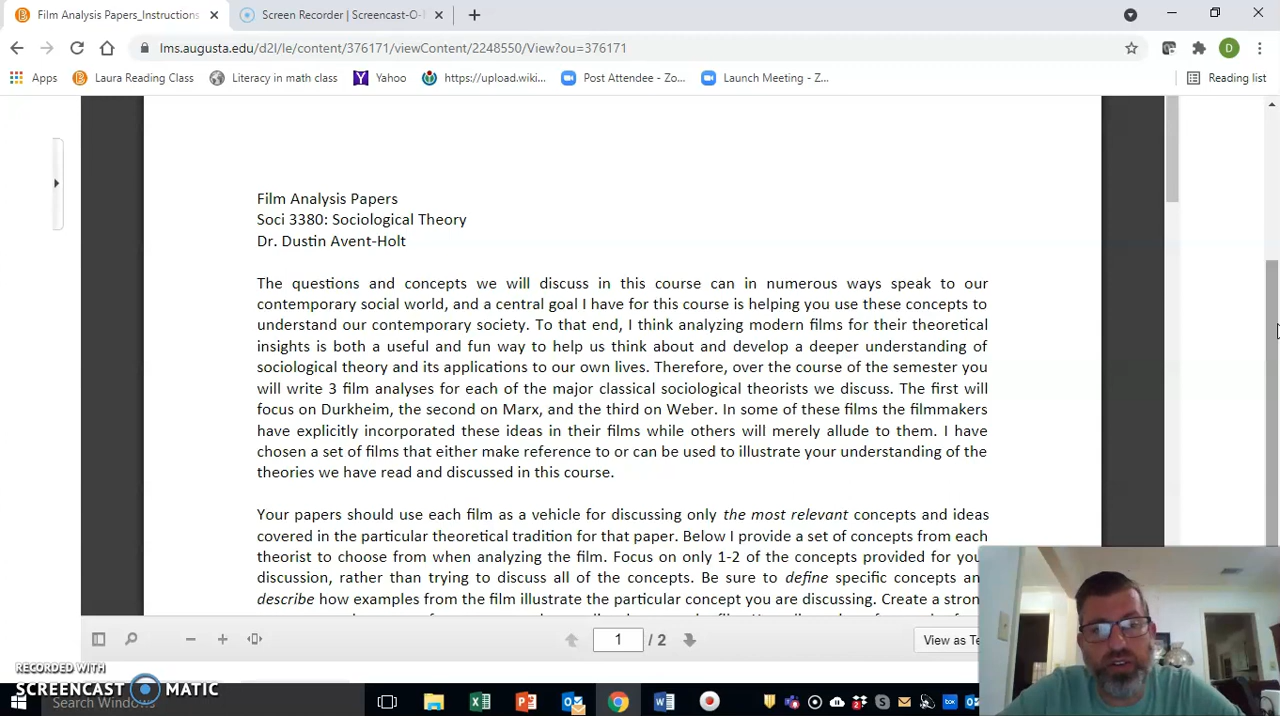 Film Analysis Papers_Instructions
Screen Recorder | Screencast-O-
lms.augusta.edu/d2l/le/content/376171/viewContent/2248550/View?ou=376171
D
Apps
Laura Reading Class
Literacy in math class
Yahoo
https://upload.wiki...
Post Attendee - Zo...
Launch Meeting - Z...
Reading list
Film Analysis Papers
Soci 3380: Sociological Theory
Dr. Dustin Avent-Holt
The questions and concepts we will discuss in this course can in numerous ways speak to our
contemporary social world, and a central goal I have for this course is helping you use these concepts to
understand our contemporary society. To that end, I think analyzing modern films for their theoretical
insights is both a useful and fun way to help us think about and develop a deeper understanding of
sociological theory and its applications to our own lives. Therefore, over the course of the semester you
will write 3 film analyses for each of the major classical sociological theorists we discuss. The first will
focus on Durkheim, the second on Marx, and the third on Weber. In some of these films the filmmakers
have explicitly incorporated these ideas in their films while others will merely allude to them. I have
chosen a set of films that either make reference to or can be used to illustrate your understanding of the
theories we have read and discussed in this course.
Your papers should use each film as a vehicle for discussing only the most relevant concepts and ideas
covered in the particular theoretical tradition for that paper. Below I provide a set of concepts from each
theorist to choose from when analyzing the film. Focus on only 1-2 of the concepts provided for you
discussion, rather than trying to discuss all of the concepts. Be sure to define specific concepts an
describe how examples from the film illustrate the particular concept you are discussing. Create a stron
1 / 2
View as Te
RECORDED WITH
SCREENCAST MATIC
Search Windows